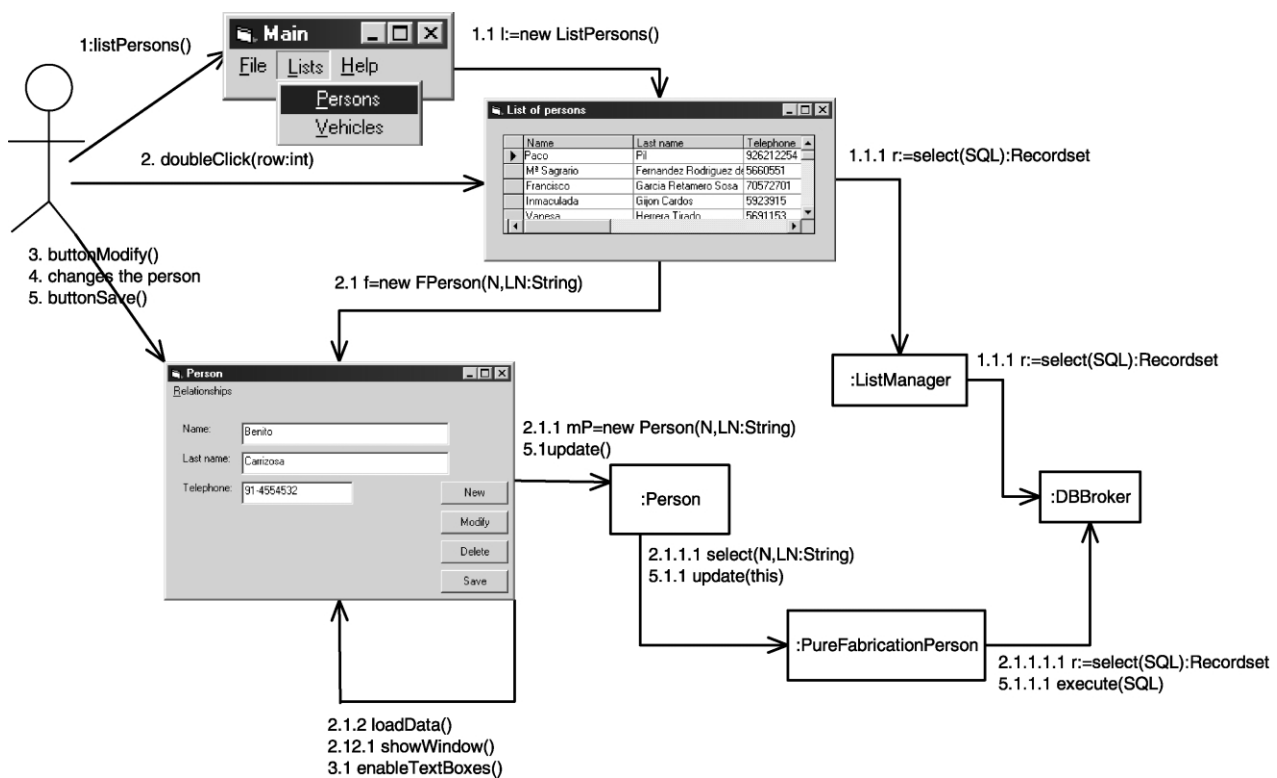 1:listPersons()
Main
File Lists Help
Persons
Vehicles
1.1 l:=new ListPersons()
List of persons
Name Last name Telephone
Paco Pil 926212254
Mª Sagrario Fernandez Rodriguez de 5660551
Francisco Garcia Retamero Sosa 70572701
Inmaculada Gijon Cardos 5923915
Vanesa Herrera Tirado 5691153
2. doubleClick(row:int)
1.1.1 r:=select(SQL):Recordset
3. buttonModify()
4. changes the person
5. buttonSave()
2.1 f=new FPerson(N,LN:String)
:ListManager
1.1.1 r:=select(SQL):Recordset
Person
Relationships
Name: Benito
Last name: Carrizosa
Telephone: 91-4554532
New
Modify
Delete
Save
2.1.1 mP=new Person(N,LN:String)
5.1update()
:Person
:DBBroker
2.1.1.1 select(N,LN:String)
5.1.1 update(this)
:PureFabricationPerson
2.1.1.1.1 r:=select(SQL):Recordset
5.1.1.1 execute(SQL)
2.1.2 loadData()
2.12.1 showWindow()
3.1 enableTextBoxes()